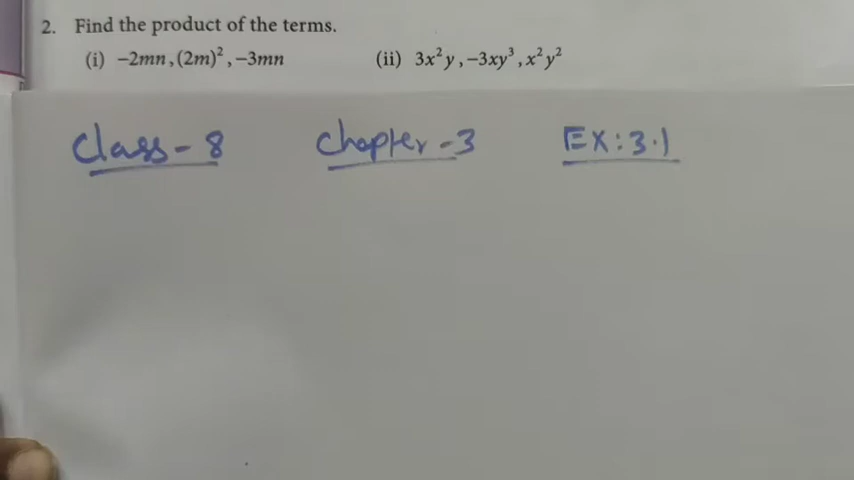 2. Find the product of the terms.
(i) −2mn, (2m)², −3mn (ii) 3x²y, −3xy³, x²y²
Class - 8 Chapter - 3 EX: 3.1